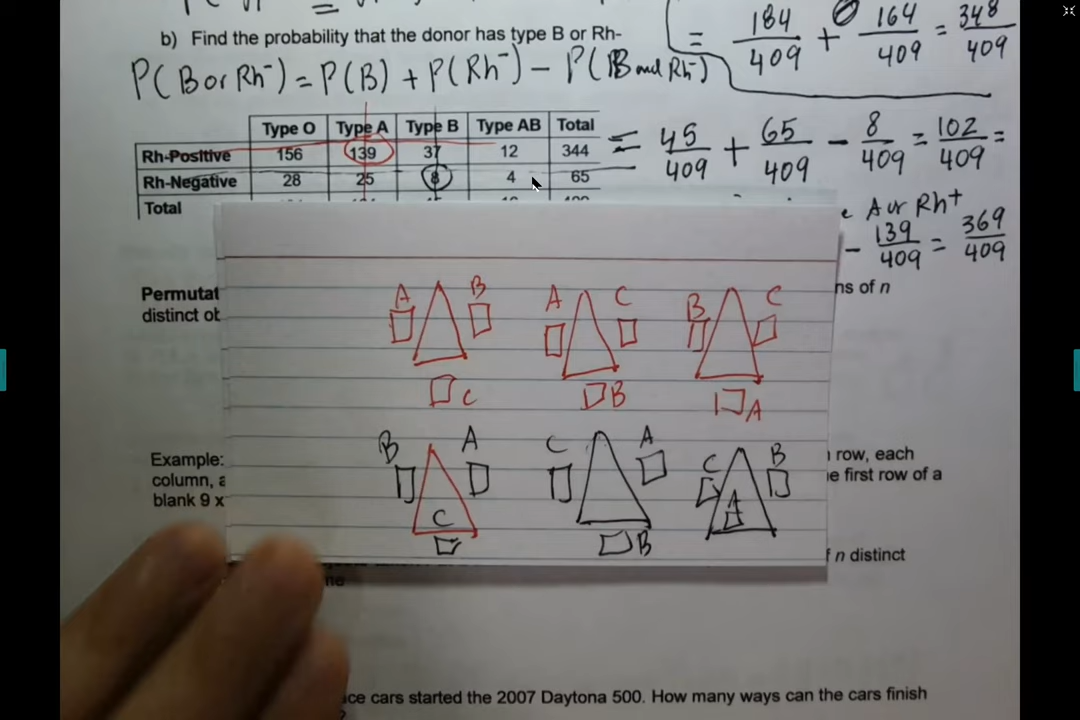 184/409 + 164/409 = 348/409
b) Find the probability that the donor has type B or Rh-
P(B or Rh⁻) = P(B) + P(Rh⁻) − P(B and Rh⁻)
Type O Type A Type B Type AB Total
Rh-Positive 156 139 37 12 344
Rh-Negative 28 25 8 4 65
Total
= 45/409 + 65/409 − 8/409 = 102/409 =
A or Rh+
− 139/409 = 369/409
Permutat
ns of n
distinct ob
A B A C B C
C B A
Example:
row, each
column, a
e first row of a
blank 9 x
B A C A C B
C B A
f n distinct
ce cars started the 2007 Daytona 500. How many ways can the cars finish